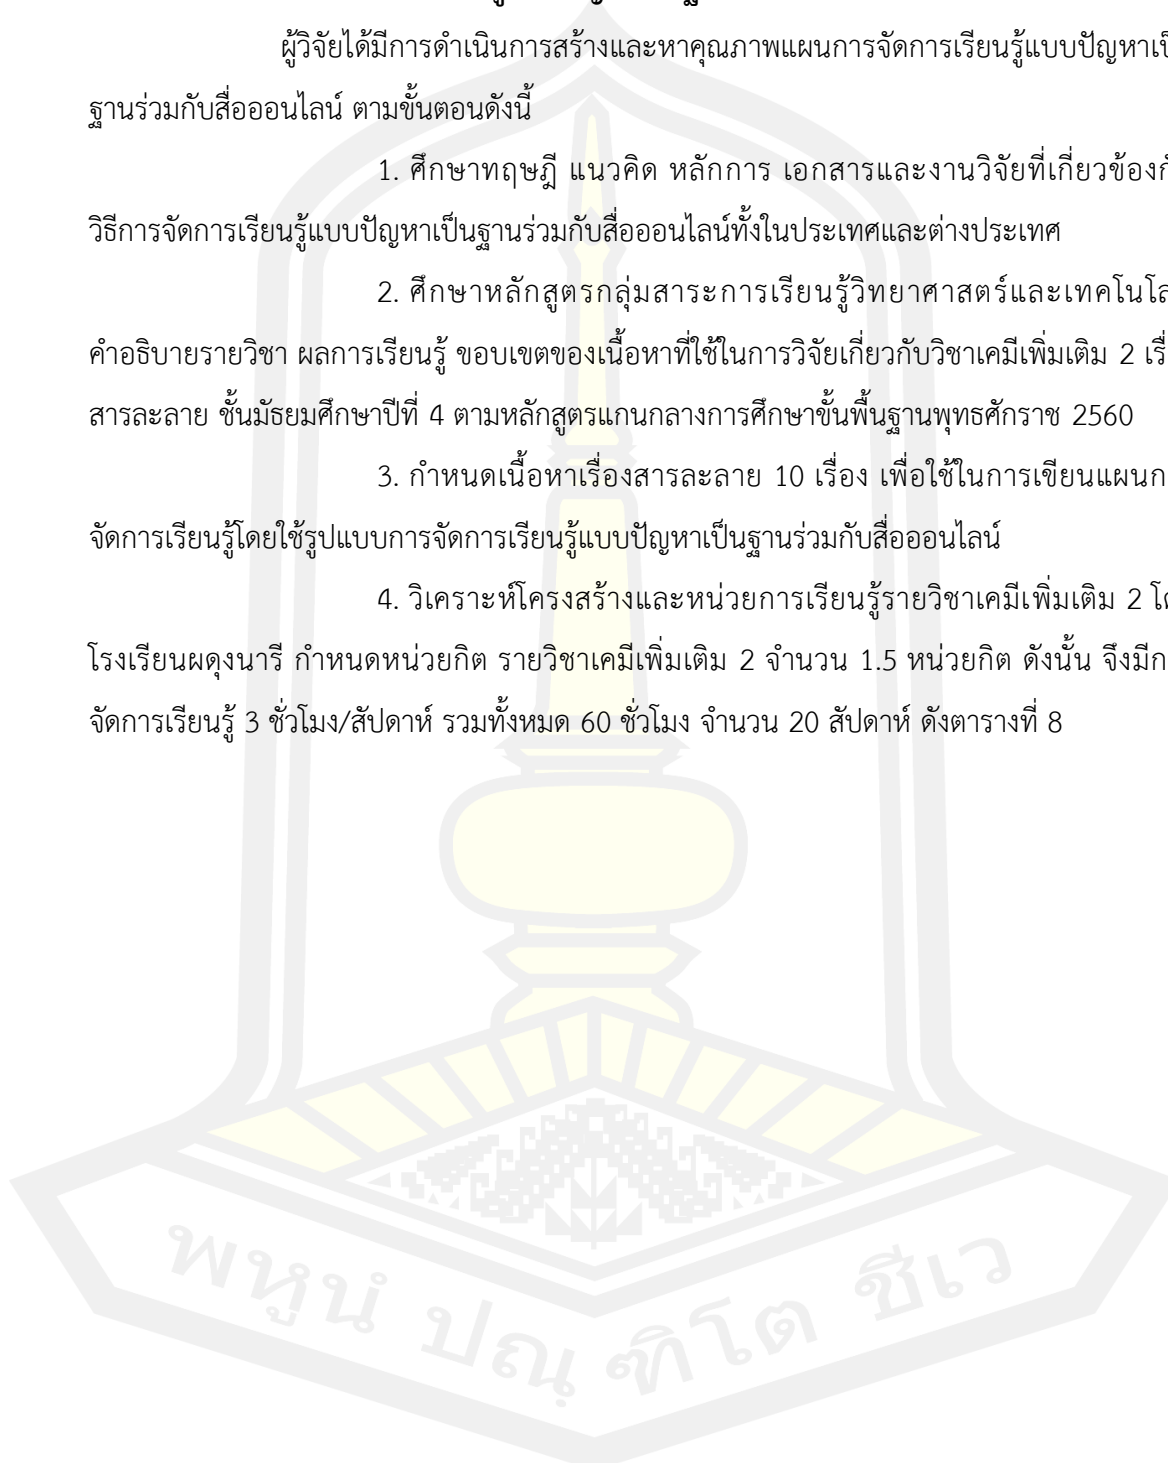 ผู้วิจัยได้มีการดำเนินการสร้างและหาคุณภาพแผนการจัดการเรียนรู้แบบปัญหาเป็
ฐานร่วมกับสื่อออนไลน์ ตามขั้นตอนดังนี้
1. ศึกษาทฤษฎี แนวคิด หลักการ เอกสารและงานวิจัยที่เกี่ยวข้องกั
วิธีการจัดการเรียนรู้แบบปัญหาเป็นฐานร่วมกับสื่อออนไลน์ทั้งในประเทศและต่างประเทศ
2. ศึกษาหลักสูตรกลุ่มสาระการเรียนรู้วิทยาศาสตร์และเทคโนโล
คำอธิบายรายวิชา ผลการเรียนรู้ ขอบเขตของเนื้อหาที่ใช้ในการวิจัยเกี่ยวกับวิชาเคมีเพิ่มเติม 2 เรื่
สารละลาย ชั้นมัธยมศึกษาปีที่ 4 ตามหลักสูตรแกนกลางการศึกษาขั้นพื้นฐานพุทธศักราช 2560
3. กำหนดเนื้อหาเรื่องสารละลาย 10 เรื่อง เพื่อใช้ในการเขียนแผนก
จัดการเรียนรู้โดยใช้รูปแบบการจัดการเรียนรู้แบบปัญหาเป็นฐานร่วมกับสื่อออนไลน์
4. วิเคราะห์โครงสร้างและหน่วยการเรียนรู้รายวิชาเคมีเพิ่มเติม 2 โด
โรงเรียนผดุงนารี กำหนดหน่วยกิต รายวิชาเคมีเพิ่มเติม 2 จำนวน 1.5 หน่วยกิต ดังนั้น จึงมีก
จัดการเรียนรู้ 3 ชั่วโมง/สัปดาห์ รวมทั้งหมด 60 ชั่วโมง จำนวน 20 สัปดาห์ ดังตารางที่ 8
พหูนํ ปณฺฑิโต ชีเว